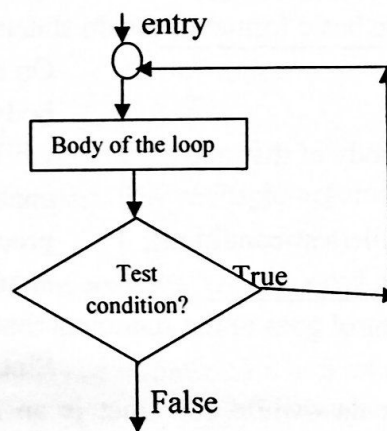 entry
Body of the loop
Test
condition?
True
False